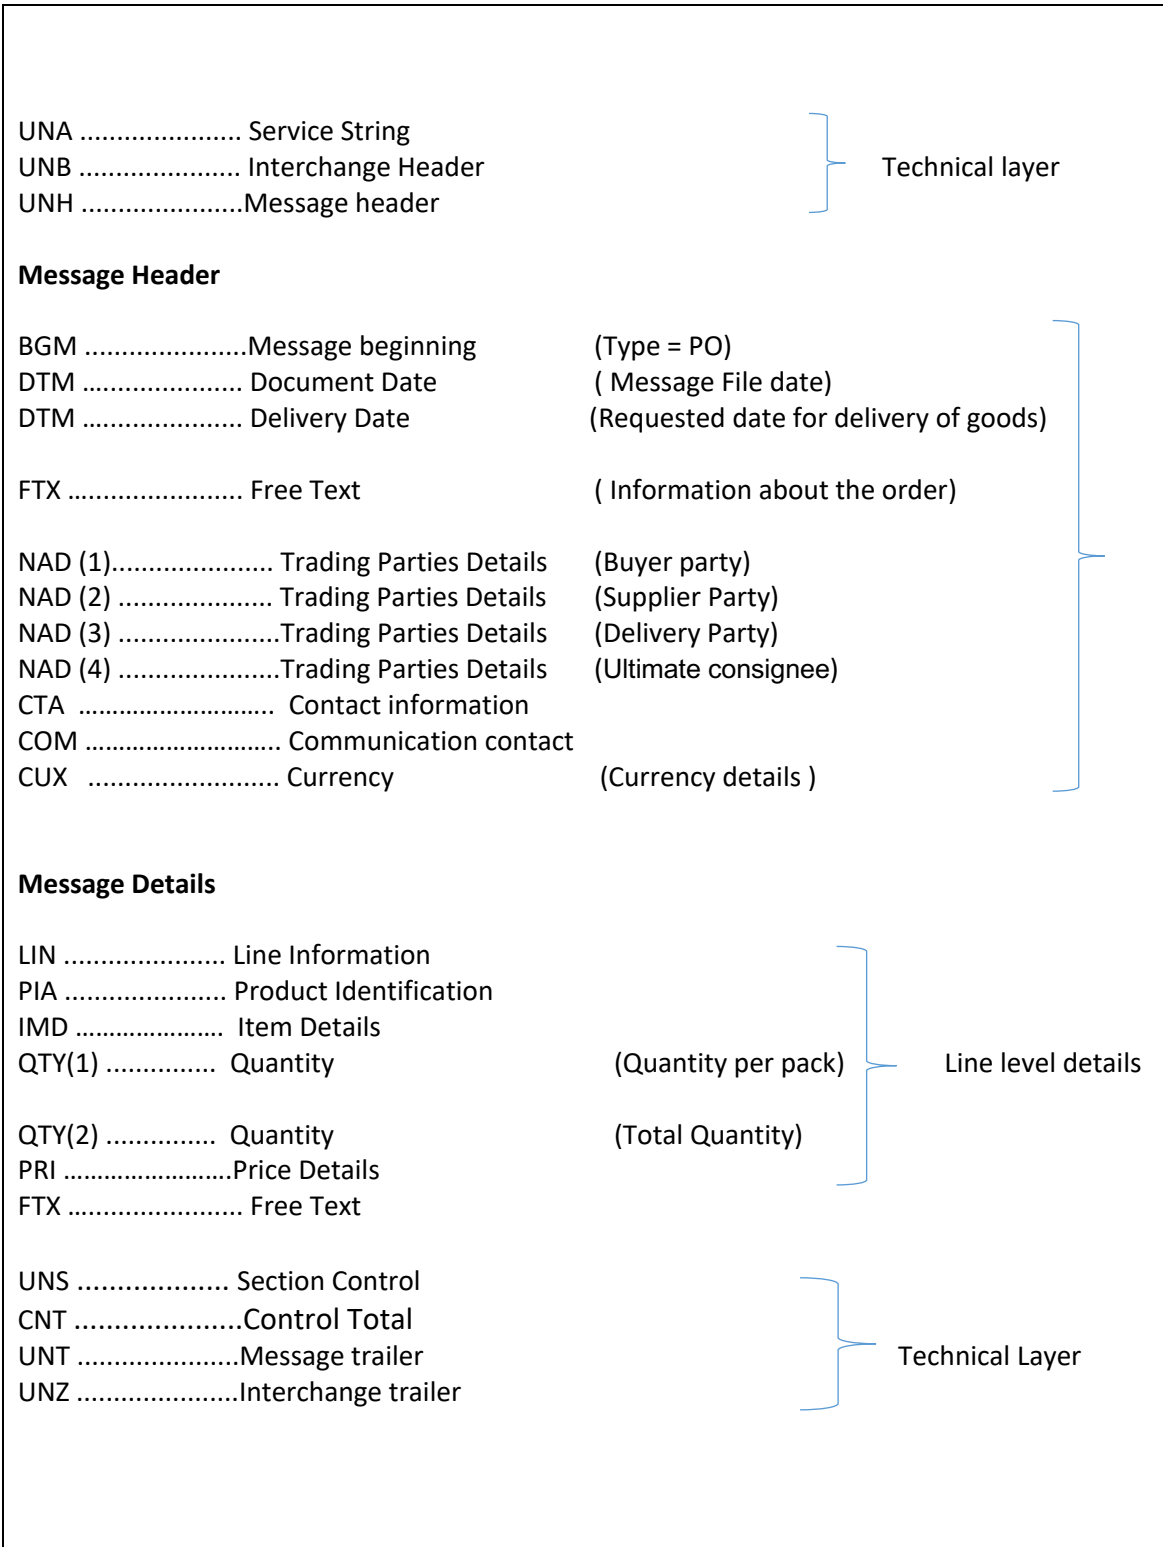 UNA ...................... Service String
UNB ...................... Interchange Header
Technical layer
UNH ......................Message header
Message Header
BGM ......................Message beginning (Type = PO)
DTM ...................... Document Date ( Message File date)
DTM ...................... Delivery Date (Requested date for delivery of goods)
FTX ........................ Free Text ( Information about the order)
NAD (1)...................... Trading Parties Details (Buyer party)
NAD (2) ..................... Trading Parties Details (Supplier Party)
NAD (3) ......................Trading Parties Details (Delivery Party)
NAD (4) ......................Trading Parties Details (Ultimate consignee)
CTA ........................... Contact information
COM ........................... Communication contact
CUX .......................... Currency (Currency details )
Message Details
LIN ...................... Line Information
PIA ...................... Product Identification
IMD .................... Item Details
QTY(1) ............... Quantity (Quantity per pack) Line level details
QTY(2) ............... Quantity (Total Quantity)
PRI .......................Price Details
FTX ........................ Free Text
UNS .................... Section Control
CNT ......................Control Total
UNT ......................Message trailer Technical Layer
UNZ ......................Interchange trailer